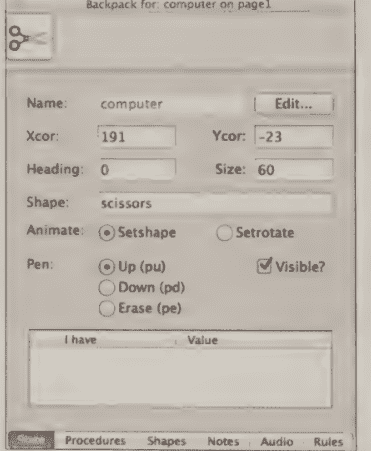 Backpack for: computer on page1
Name: computer Edit...
Xcor: 191 Ycor: -23
Heading: 0 Size: 60
Shape: scissors
Animate: Setshape Setrotate
Pen: Up (pu) Visible?
Down (pd)
Erase (pe)
I have Value
State Procedures Shapes Notes Audio Rules